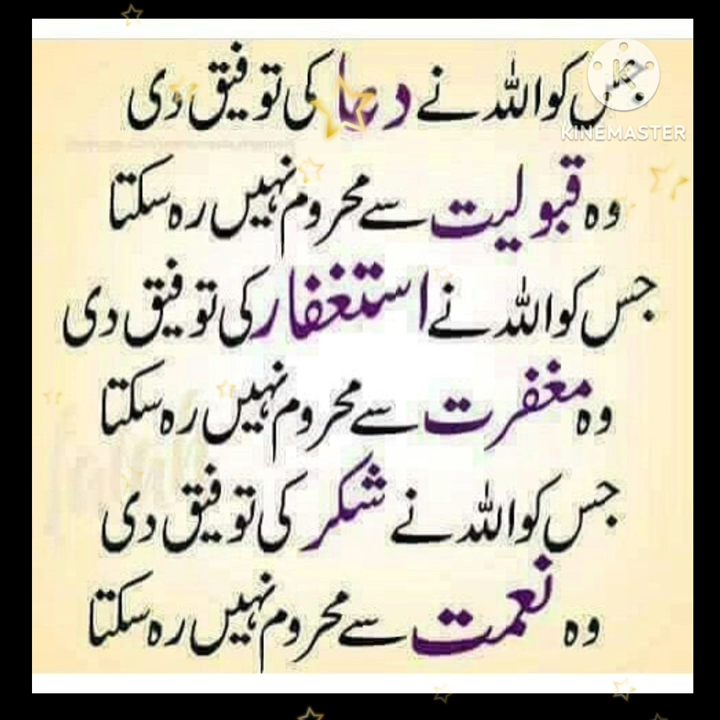 جس کو اللہ نے دعا کی توفیق دی
KINEMASTER
وہ قبولیت سے محروم نہیں رہ سکتا
جس کو اللہ نے استغفار کی توفیق دی
وہ مغفرت سے محروم نہیں رہ سکتا
جس کو اللہ نے شکر کی توفیق دی
وہ نعمت سے محروم نہیں رہ سکتا